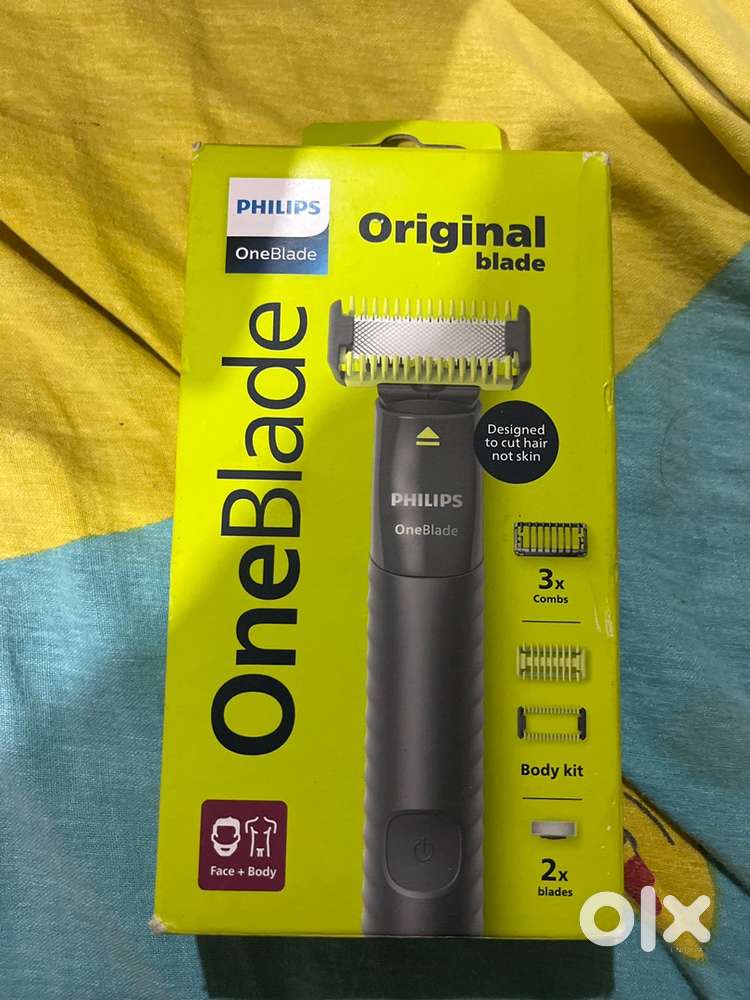 PHILIPS
OneBlade
Original
blade
OneBlade
Designed
to cut hair
not skin
PHILIPS
OneBlade
3x
Combs
Body kit
2x
blades
Face + Body
olx
INDIA